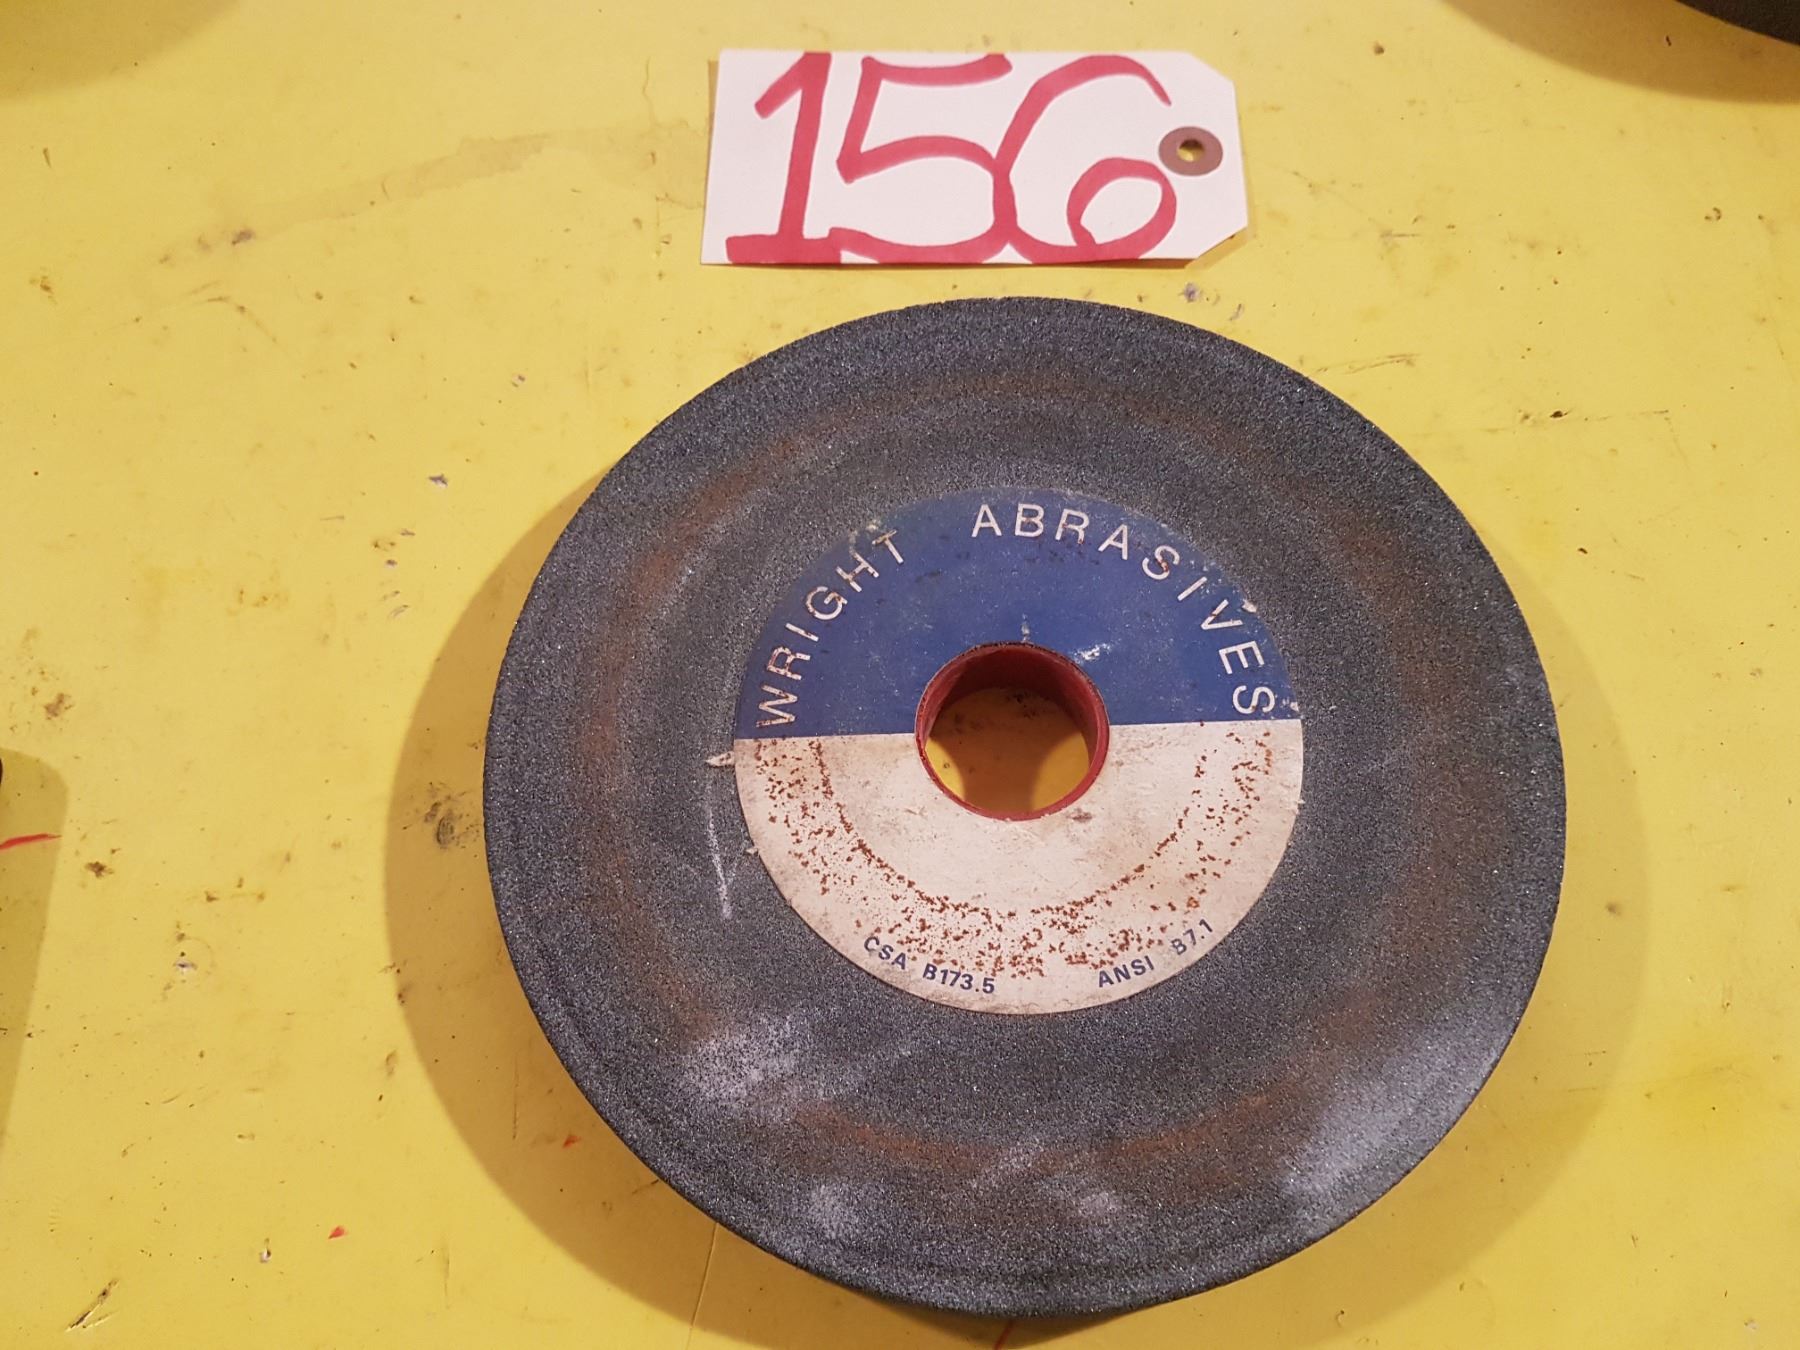 156
WRIGHT ABRASIVES
CSA B173.5 ANSI B7.1